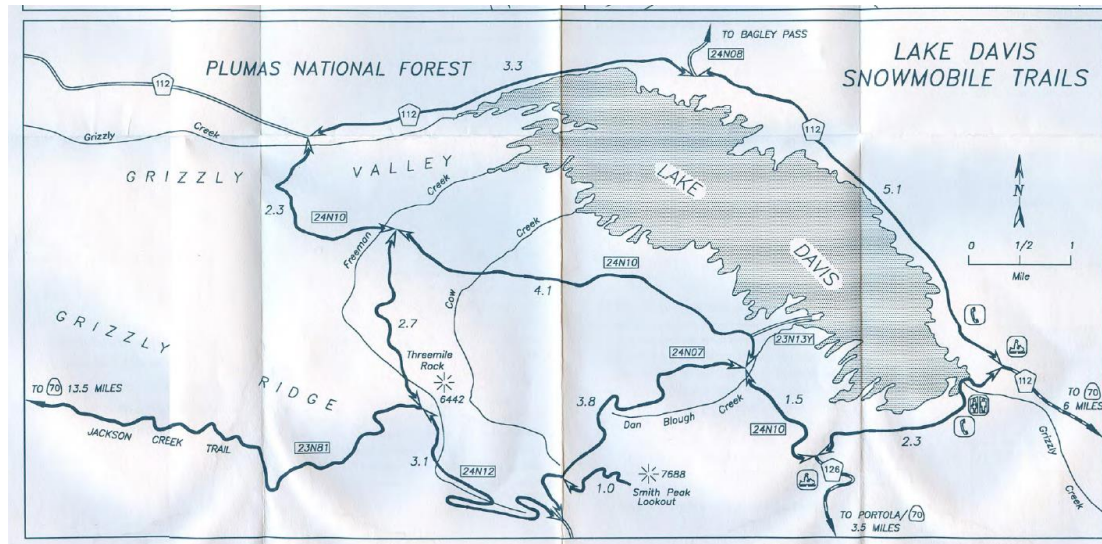 TO BAGLEY PASS
24N08
LAKE DAVIS
SNOWMOBILE TRAILS
PLUMAS NATIONAL FOREST
3.3
112
112
112
Grizzly
Creek
GRIZZLY
VALLEY
Creek
LAKE
5.1
N
2.3
24N10
Freeman
Creek
24N10
DAVIS
0
1/2
1
Mile
Cow
4.1
GRIZZLY
2.7
23N13Y
Threemile
Rock
24N07
6442
112
TO 70 13.5 MILES
RIDGE
TO 70
6 MILES
3.8
1.5
Dan
Blough
Creek
JACKSON
CREEK
TRAIL
24N10
2.3
Grizzly
Creek
23N81
3.1
24N12
1.0
7688
Smith Peak
Lookout
126
TO PORTOLA/70
3.5 MILES